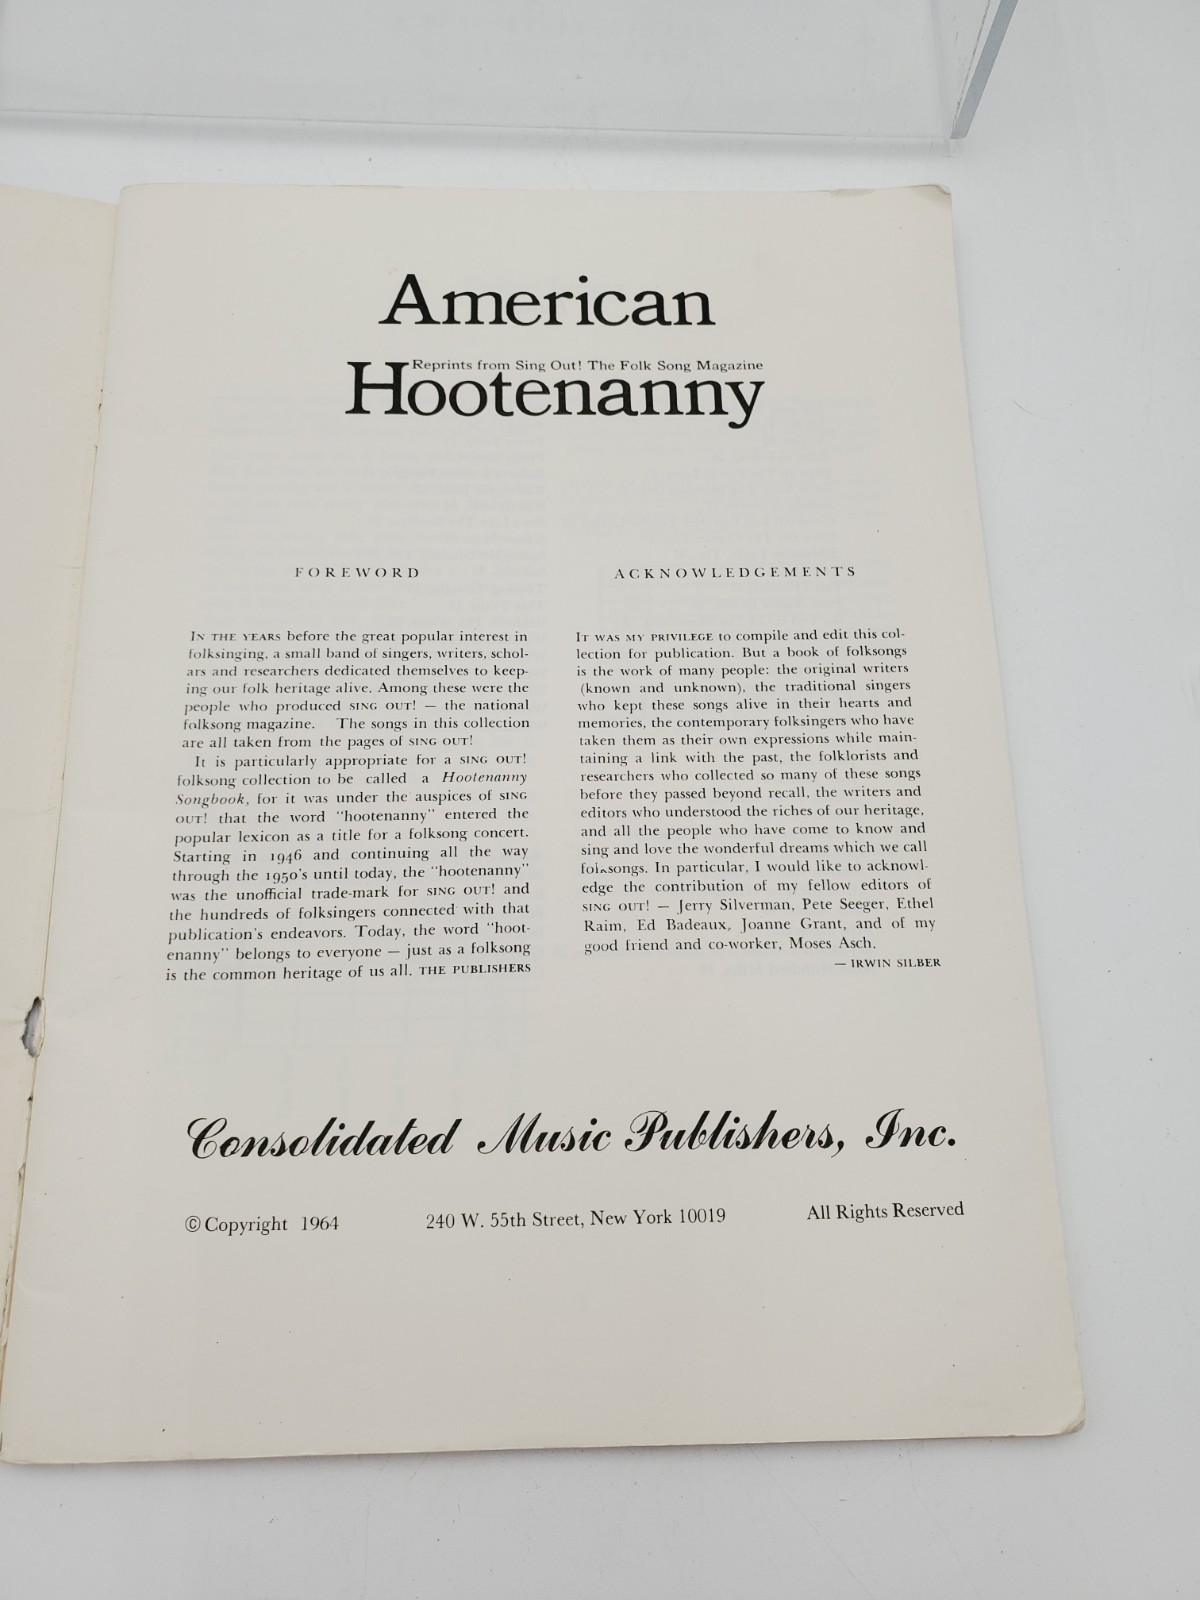 American
Reprints from Sing Out! The Folk Song Magazine
Hootenanny
FOREWORD
IN THE YEARS before the great popular interest in
folksinging, a small band of singers, writers, schol-
ars and researchers dedicated themselves to keep-
ing our folk heritage alive. Among these were the
people who produced SING OUT! — the national
folksong magazine. The songs in this collection
are all taken from the pages of SING OUT!
It is particularly appropriate for a SING OUT!
folksong collection to be called a Hootenanny
Songbook, for it was under the auspices of SING
OUT! that the word "hootenanny" entered the
popular lexicon as a title for a folksong concert.
Starting in 1946 and continuing all the way
through the 1950's until today, the "hootenanny"
was the unofficial trade-mark for SING OUT! and
the hundreds of folksingers connected with that
publication's endeavors. Today, the word "hoot-
enanny" belongs to everyone — just as a folksong
is the common heritage of us all. THE PUBLISHERS
ACKNOWLEDGEMENTS
IT WAS MY PRIVILEGE to compile and edit this col-
lection for publication. But a book of folksongs
is the work of many people: the original writers
(known and unknown), the traditional singers
who kept these songs alive in their hearts and
memories, the contemporary folksingers who have
taken them as their own expressions while main-
taining a link with the past, the folklorists and
researchers who collected so many of these songs
before they passed beyond recall, the writers and
editors who understood the riches of our heritage,
and all the people who have come to know and
sing and love the wonderful dreams which we call
folksongs. In particular, I would like to acknowl-
edge the contribution of my fellow editors of
SING OUT! — Jerry Silverman, Pete Seeger, Ethel
Raim, Ed Badeaux, Joanne Grant, and of my
good friend and co-worker, Moses Asch.
— IRWIN SILBER
Consolidated Music Publishers, Inc.
© Copyright 1964 240 W. 55th Street, New York 10019 All Rights Reserved